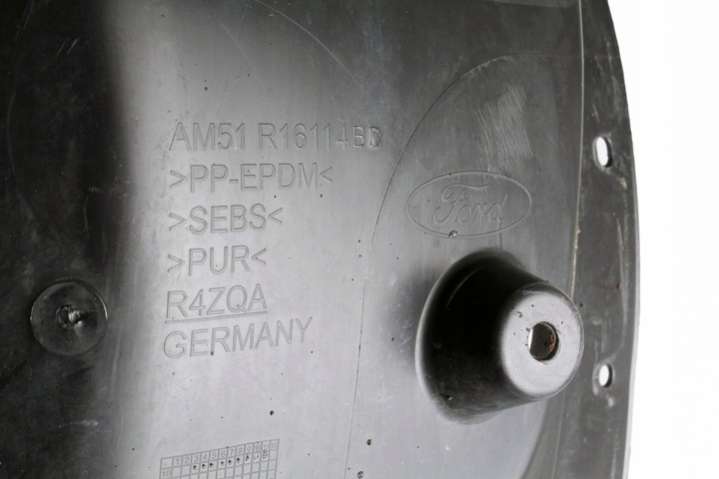 AM51 R16114BD
>PP-EPDM<
Ford
>SEBS<
>PUR<
R4ZQA
GERMANY